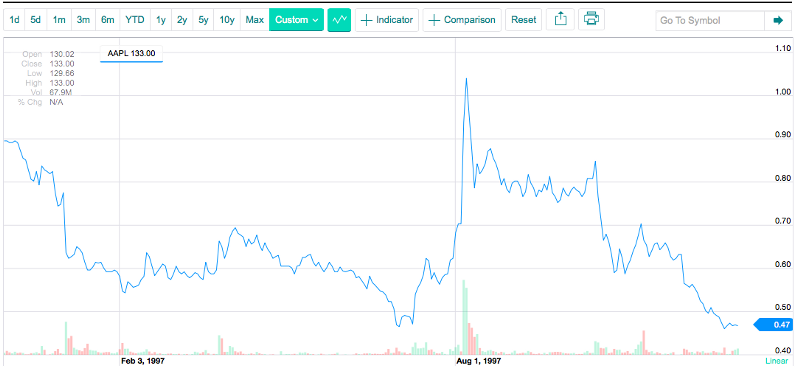 1d 5d 1m 3m 6m YTD 1y 2y 5y 10y Max Custom Indicator Comparison Reset Go To Symbol
AAPL 133.00
Open 130.02
Close 133.00
Low 129.66
High 133.00
Vol 67.9M
% Chg N/A
1.10
1.00
0.90
0.80
0.70
0.60
0.50
0.47
0.40
Feb 3, 1997 Aug 1, 1997 Linear